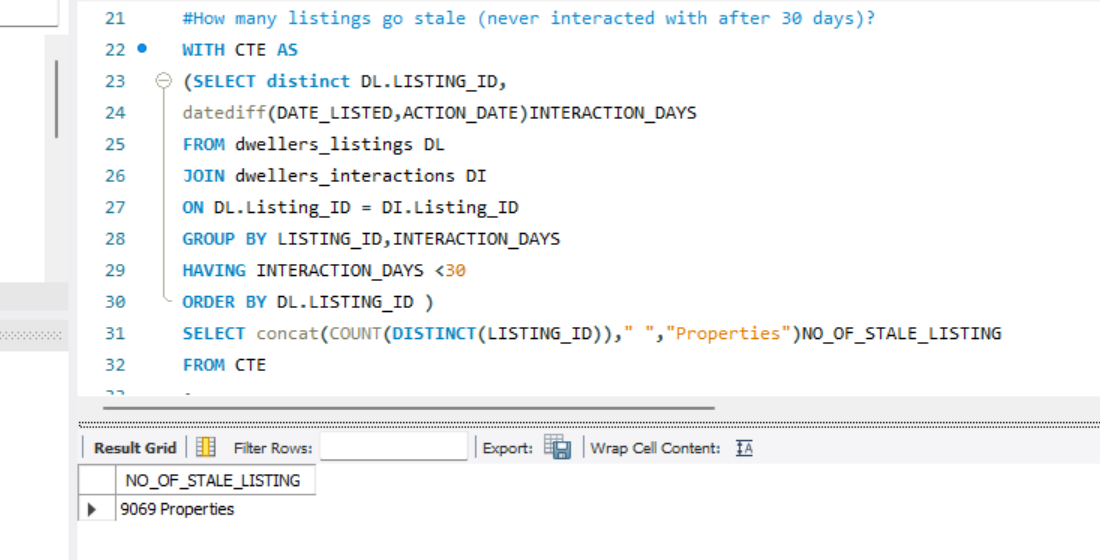 21 #How many listings go stale (never interacted with after 30 days)?
22 WITH CTE AS
23 (SELECT distinct DL.LISTING_ID,
24 datediff(DATE_LISTED,ACTION_DATE)INTERACTION_DAYS
25 FROM dwellers_listings DL
26 JOIN dwellers_interactions DI
27 ON DL.Listing_ID = DI.Listing_ID
28 GROUP BY LISTING_ID,INTERACTION_DAYS
29 HAVING INTERACTION_DAYS <30
30 ORDER BY DL.LISTING_ID )
31 SELECT concat(COUNT(DISTINCT(LISTING_ID))," ","Properties")NO_OF_STALE_LISTING
32 FROM CTE
Result Grid Filter Rows: Export: Wrap Cell Content:
NO_OF_STALE_LISTING
9069 Properties